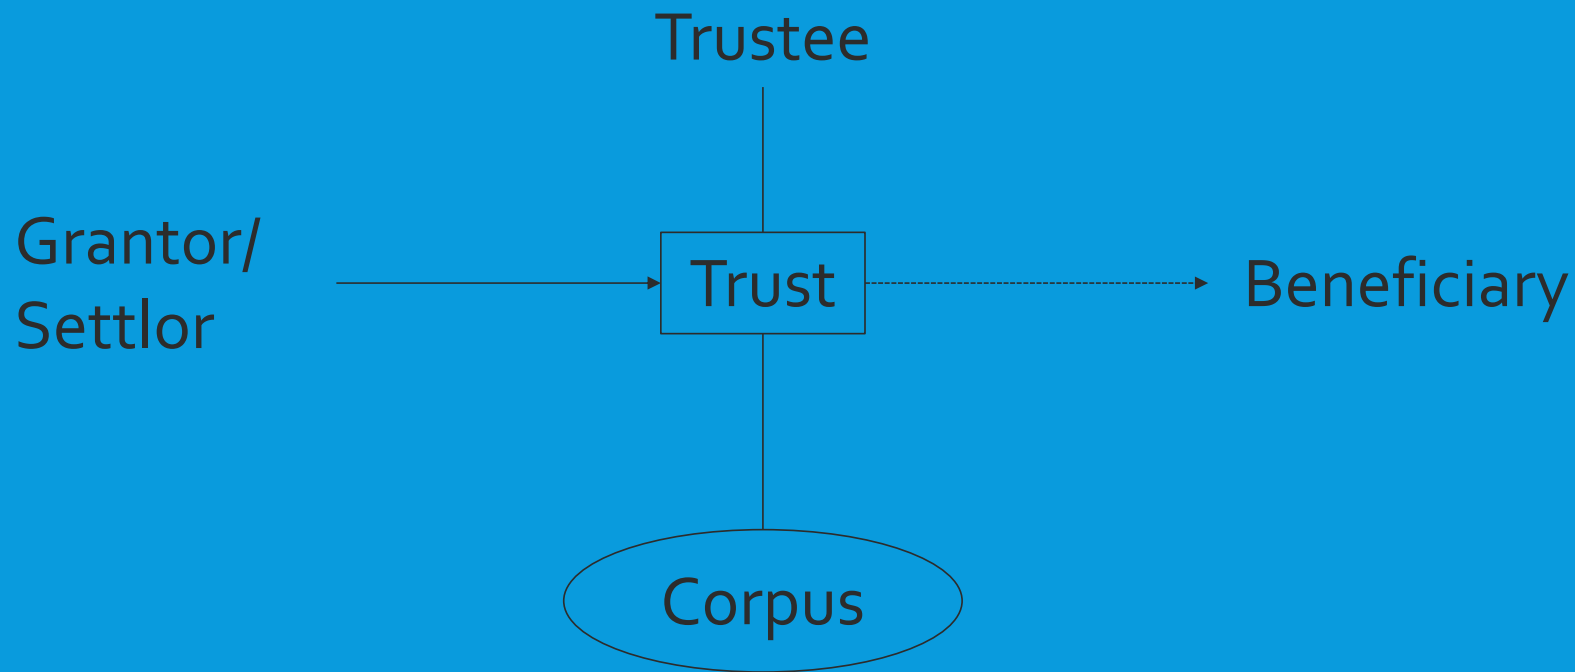 Trustee
Grantor/
Settlor
Trust
Beneficiary
Corpus